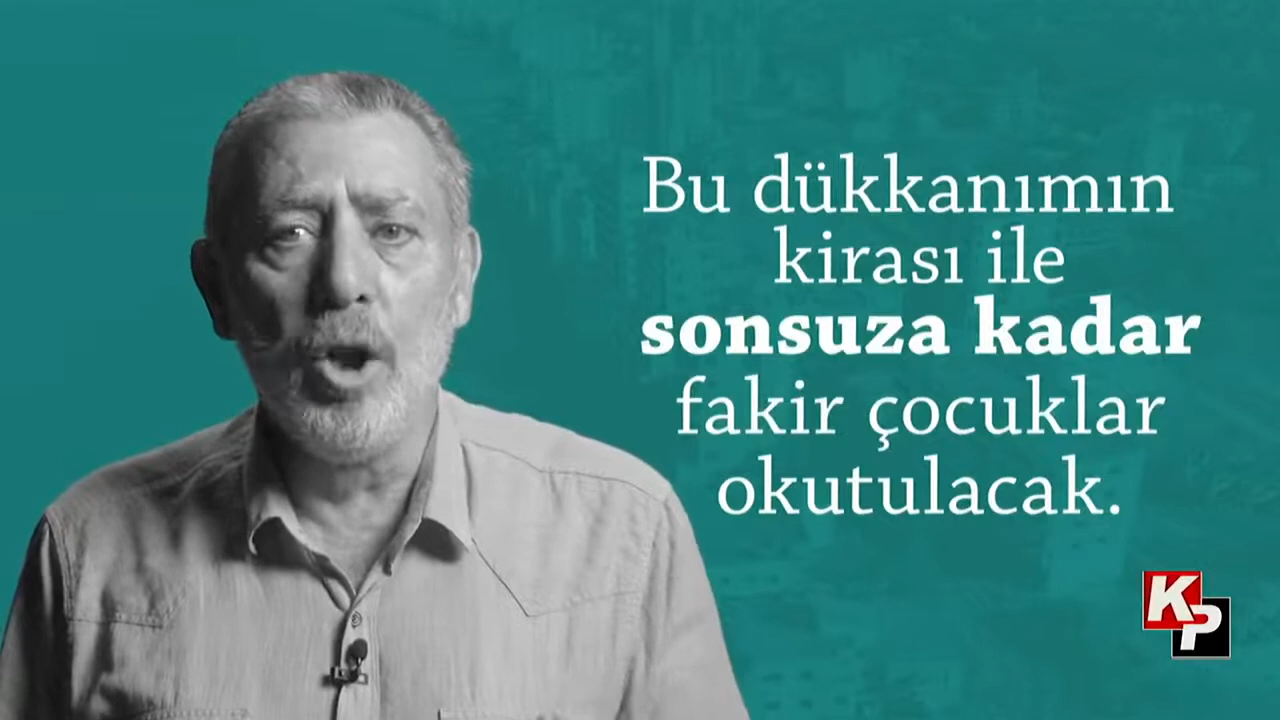 Bu dükkanımın
kirası ile
sonsuza kadar
fakir çocuklar
okutulacak.
KP